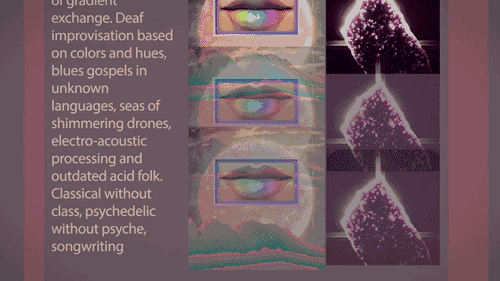 of gradient
exchange. Deaf
improvisation based
on colors and hues,
blues gospels in
unknown
languages, seas of
shimmering drones,
electro-acoustic
processing and
outdated acid folk.
Classical without
class, psychedelic
without psyche,
songwriting